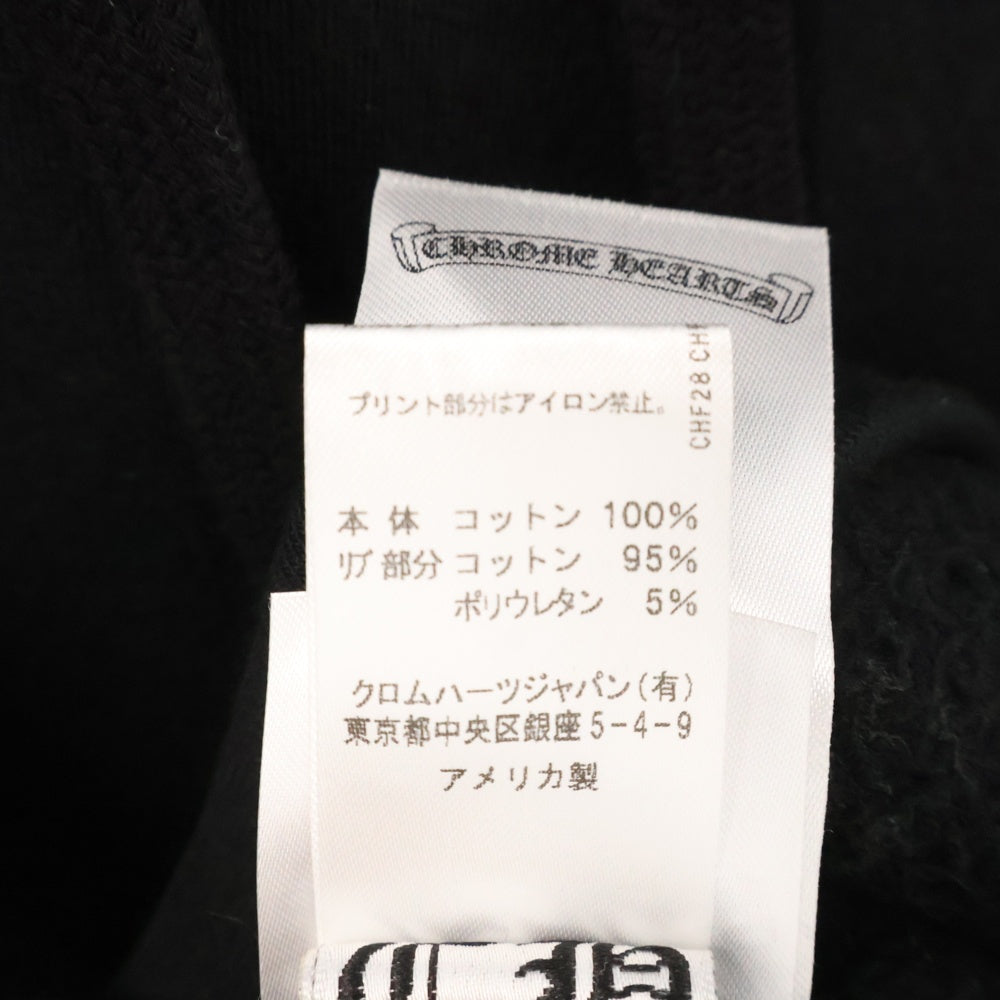 CHROME HEARTS
CHF28 CHF
プリント部分はアイロン禁止。
本体 コットン 100%
リブ部分 コットン 95%
ポリウレタン 5%
クロムハーツジャパン(有)
東京都中央区銀座5-4-9
アメリカ製